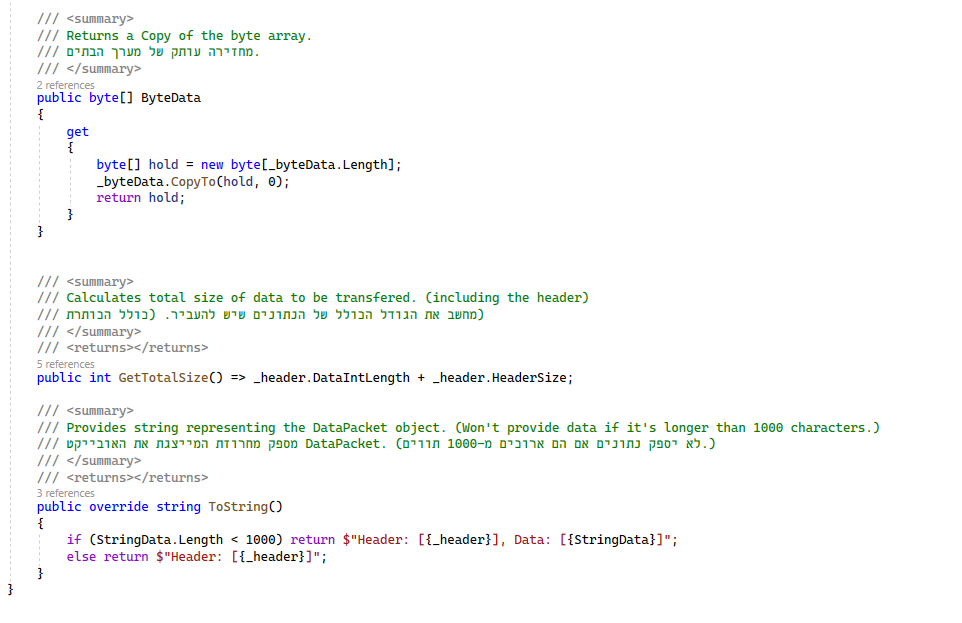 /// <summary>
/// Returns a Copy of the byte array.
/// מחזירה עותק של מערך הבתים.
/// </summary>
2 references
public byte[] ByteData
{
get
{
byte[] hold = new byte[_byteData.Length];
_byteData.CopyTo(hold, 0);
return hold;
}
}
/// <summary>
/// Calculates total size of data to be transfered. (including the header)
/// מחשב את הגודל הכולל של הנתונים שיש להעביר. (כולל הכותרת)
/// </summary>
/// <returns></returns>
5 references
public int GetTotalSize() => _header.DataIntLength + _header.HeaderSize;
/// <summary>
/// Provides string representing the DataPacket object. (Won't provide data if it's longer than 1000 characters.)
/// מספק מחרוזת המייצגת את האובייקט DataPacket. (לא יספק נתונים אם הם ארוכים מ-1000 תווים.)
/// </summary>
/// <returns></returns>
3 references
public override string ToString()
{
if (StringData.Length < 1000) return $"Header: [{_header}], Data: [{StringData}]";
else return $"Header: [{_header}]";
}
}